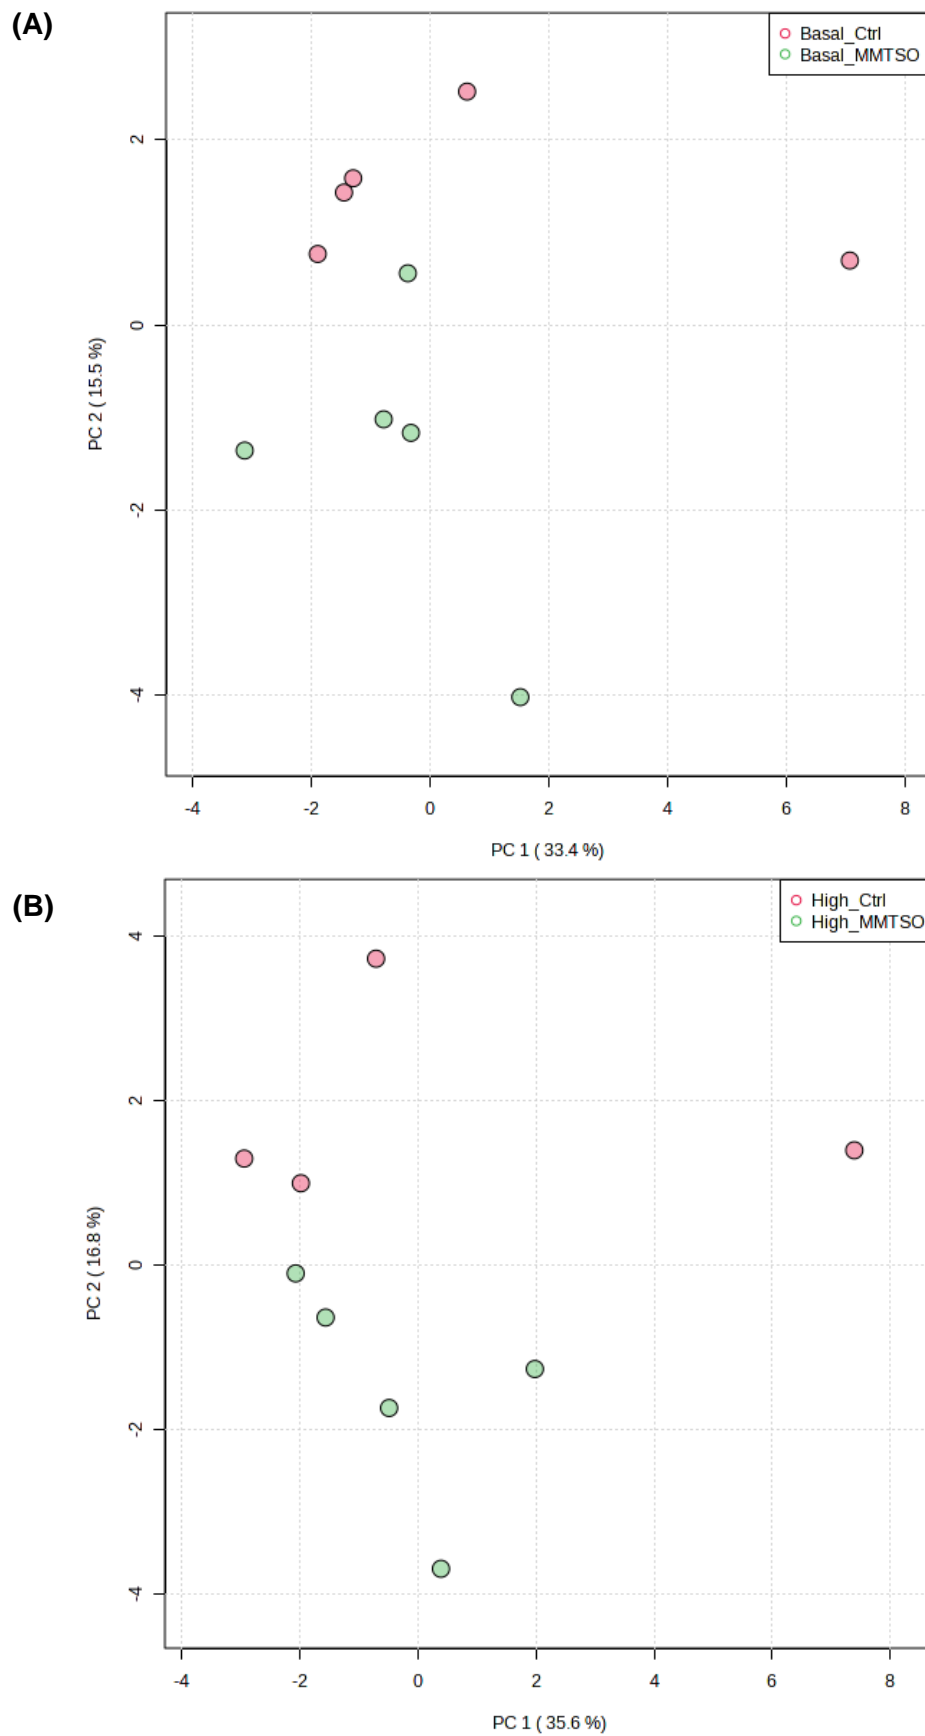 (A)
Basal_Ctrl
Basal_MMTSO
2
0
-2
-4
PC 2 ( 15.5 %)
-4 -2 0 2 4 6 8
PC 1 ( 33.4 %)
(B)
High_Ctrl
High_MMTSO
4
2
0
-2
-4
PC 2 ( 16.8 %)
-4 -2 0 2 4 6 8
PC 1 ( 35.6 %)